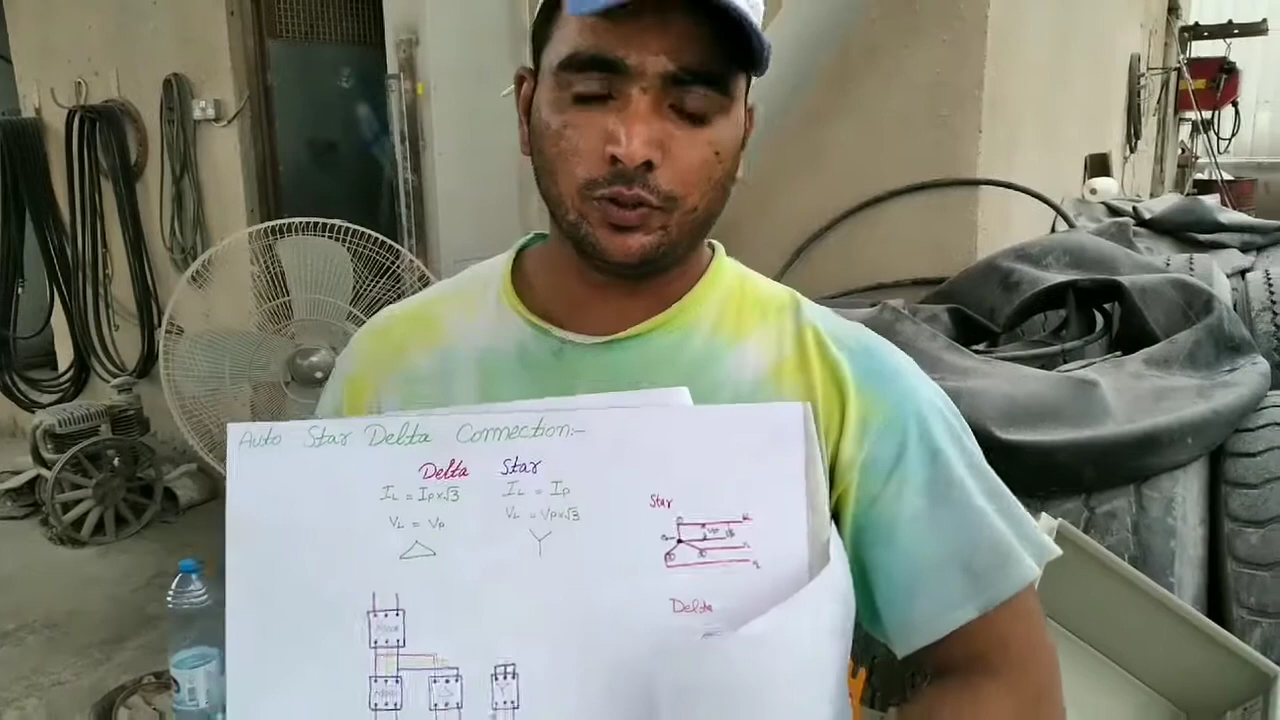 Auto Star Delta Connection:-
Delta Star
IL = IP×√3 IL = IP
VL = VP VL = VP×√3
Star
Delta